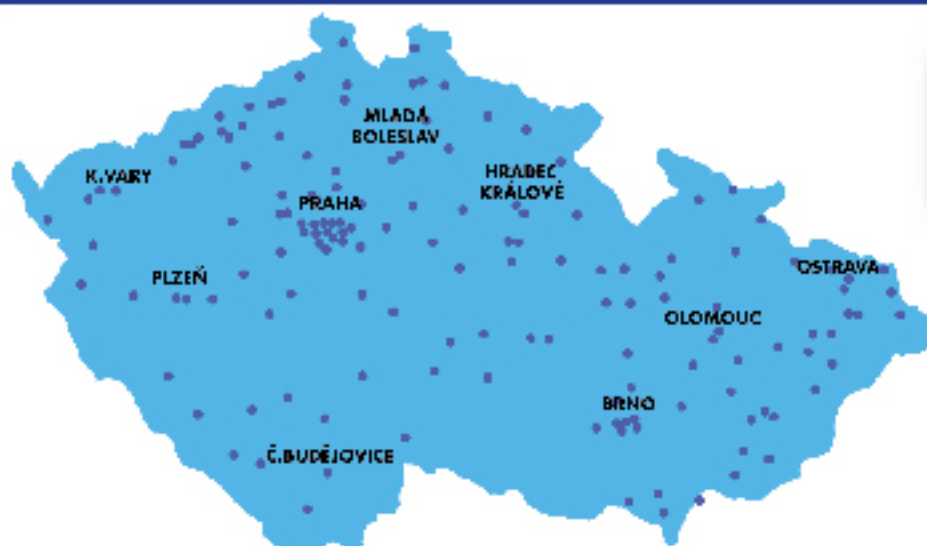 MLADÁ
BOLESLAV
K.VARY
HRADEC
KRÁLOVÉ
PRAHA
OSTRAVA
PLZEŇ
OLOMOUC
BRNO
Č.BUDĚJOVICE